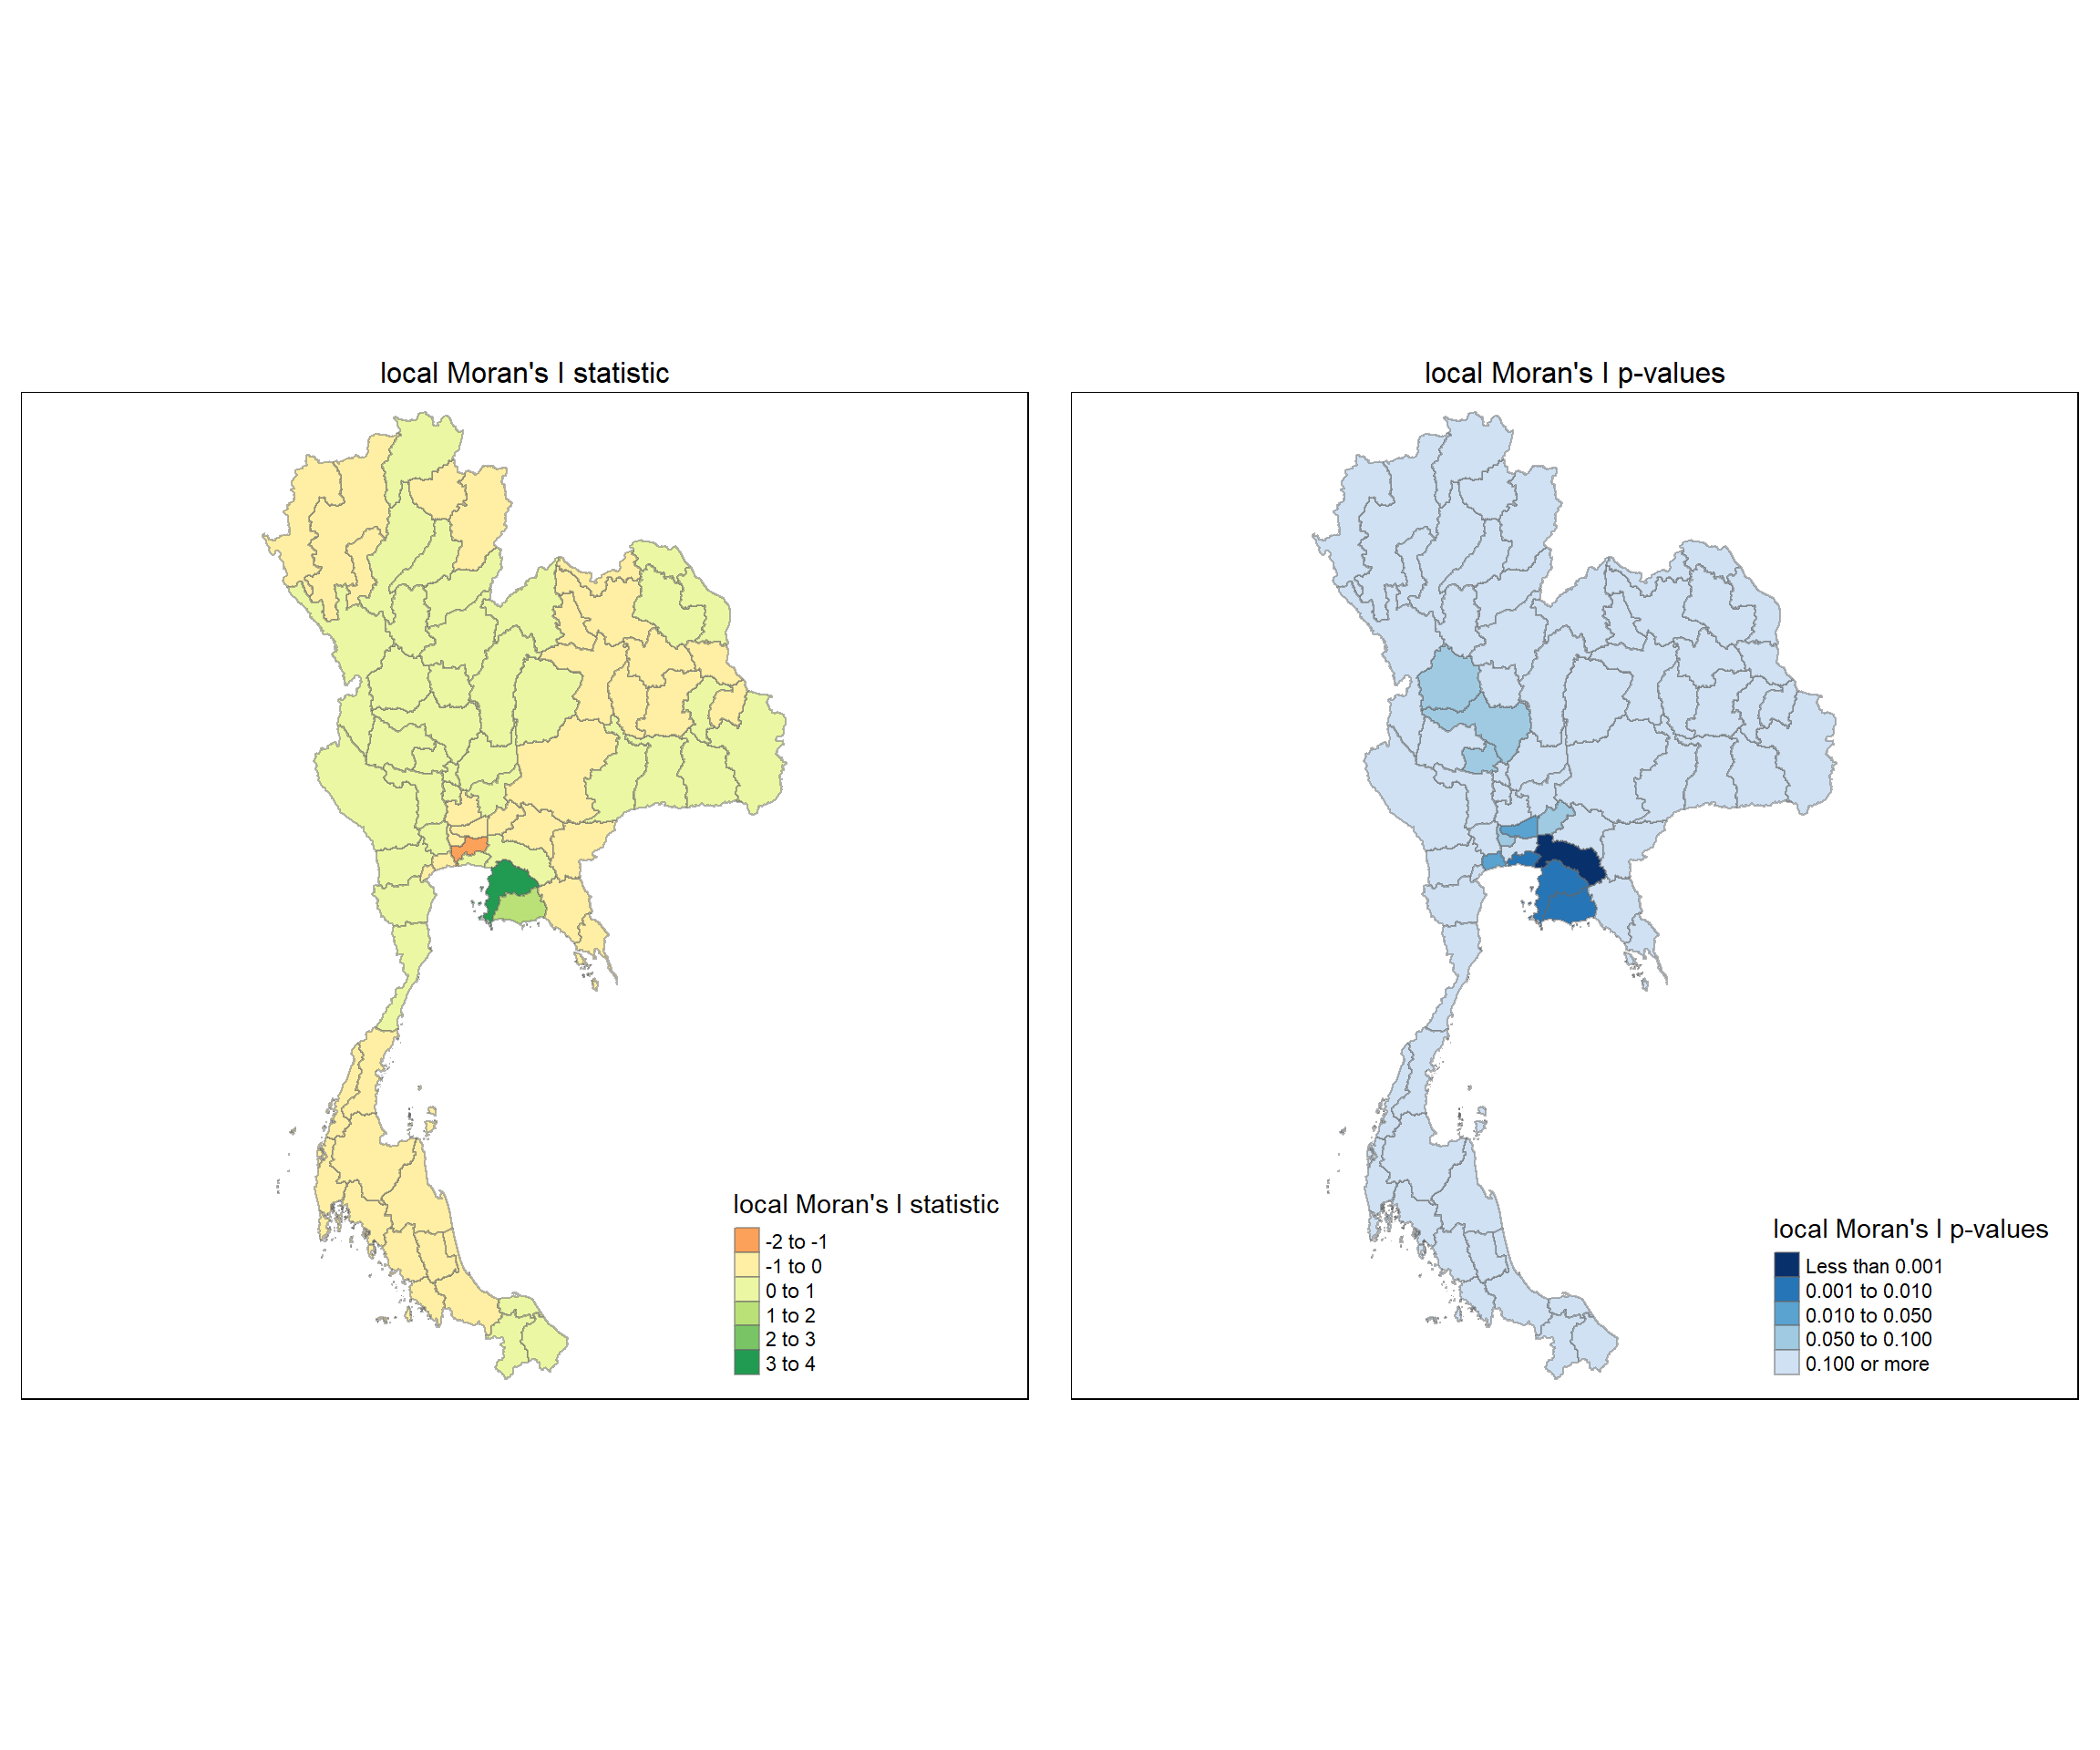 local Moran's I statistic
local Moran's I statistic
-2 to -1
-1 to 0
0 to 1
1 to 2
2 to 3
3 to 4
local Moran's I p-values
local Moran's I p-values
Less than 0.001
0.001 to 0.010
0.010 to 0.050
0.050 to 0.100
0.100 or more